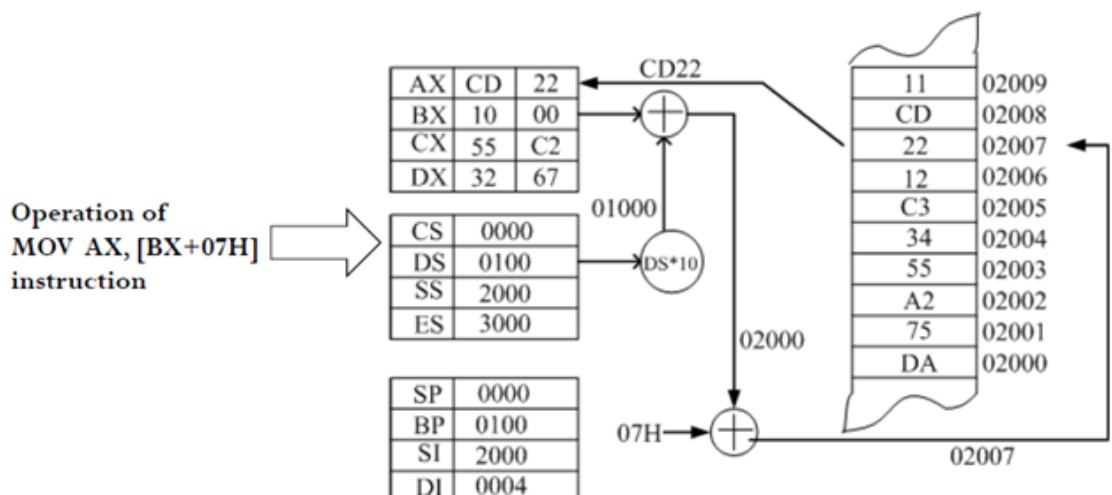 Operation of
MOV AX, [BX+07H]
instruction
AX CD 22
BX 10 00
CX 55 C2
DX 32 67
CS 0000
DS 0100
SS 2000
ES 3000
SP 0000
BP 0100
SI 2000
DI 0004
CD22
01000
DS*10
02000
07H
02007
11 02009
CD 02008
22 02007
12 02006
C3 02005
34 02004
55 02003
A2 02002
75 02001
DA 02000